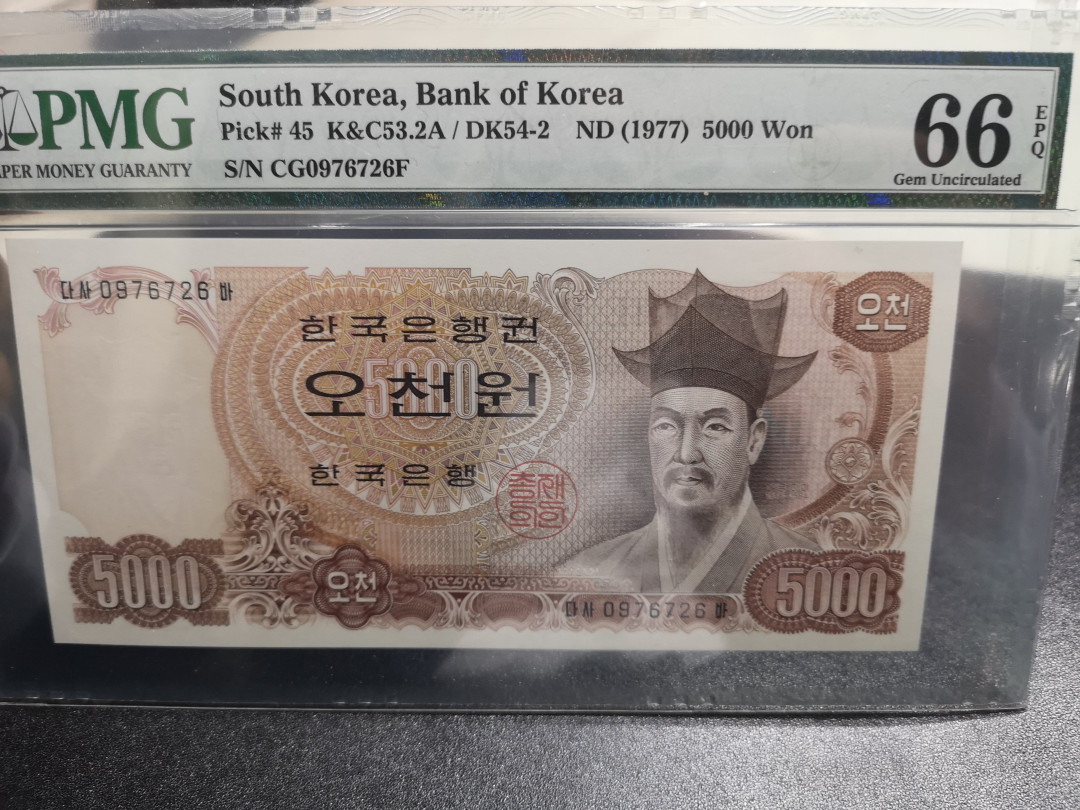 PMG
PER MONEY GUARANTY
South Korea, Bank of Korea
Pick# 45 K&C53.2A / DK54-2 ND (1977) 5000 Won
S/N CG0976726F
66
EPQ
Gem Uncirculated
다사 0976726 바
한국은행권
5000
오천원
한국은행
오천
5000
오천
다사 0976726 바
5000